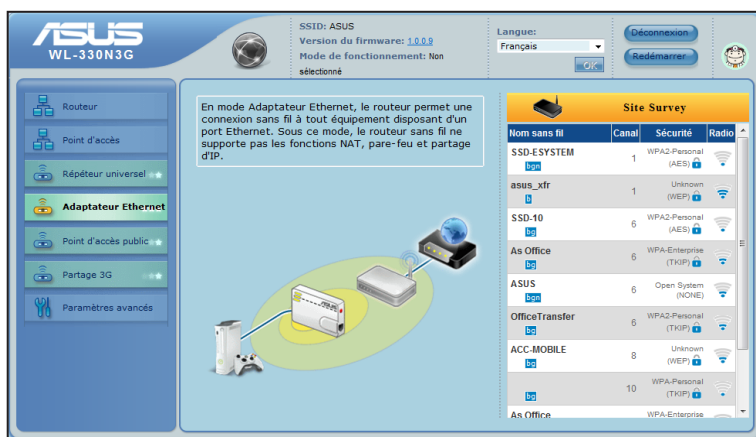 ASUS
WL-330N3G
SSID: ASUS
Version du firmware: 1.0.0.9
Mode de fonctionnement: Non
sélectionné
Langue:
Français
OK
Déconnexion
Redémarrer
Routeur
Point d'accès
Répéteur universel
Adaptateur Ethernet
Point d'accès public
Partage 3G
Paramètres avancés
En mode Adaptateur Ethernet, le routeur permet une
connexion sans fil à tout équipement disposant d'un
port Ethernet. Sous ce mode, le routeur sans fil ne
supporte pas les fonctions NAT, pare-feu et partage
d'IP.
Site Survey
Nom sans fil Canal Sécurité Radio
SSD-ESYSTEM 1 WPA2-Personal
bgn (AES)
asus_xfr 1 Unknown
b (WEP)
SSD-10 6 WPA2-Personal
bg (AES)
As Office 6 WPA-Enterprise
bg (TKIP)
ASUS 6 Open System
bgn (NONE)
OfficeTransfer 6 WPA2-Personal
bg (TKIP)
ACC-MOBILE 8 Unknown
bg (WEP)
10 WPA-Personal
bg (TKIP)
As Office WPA-Enterprise